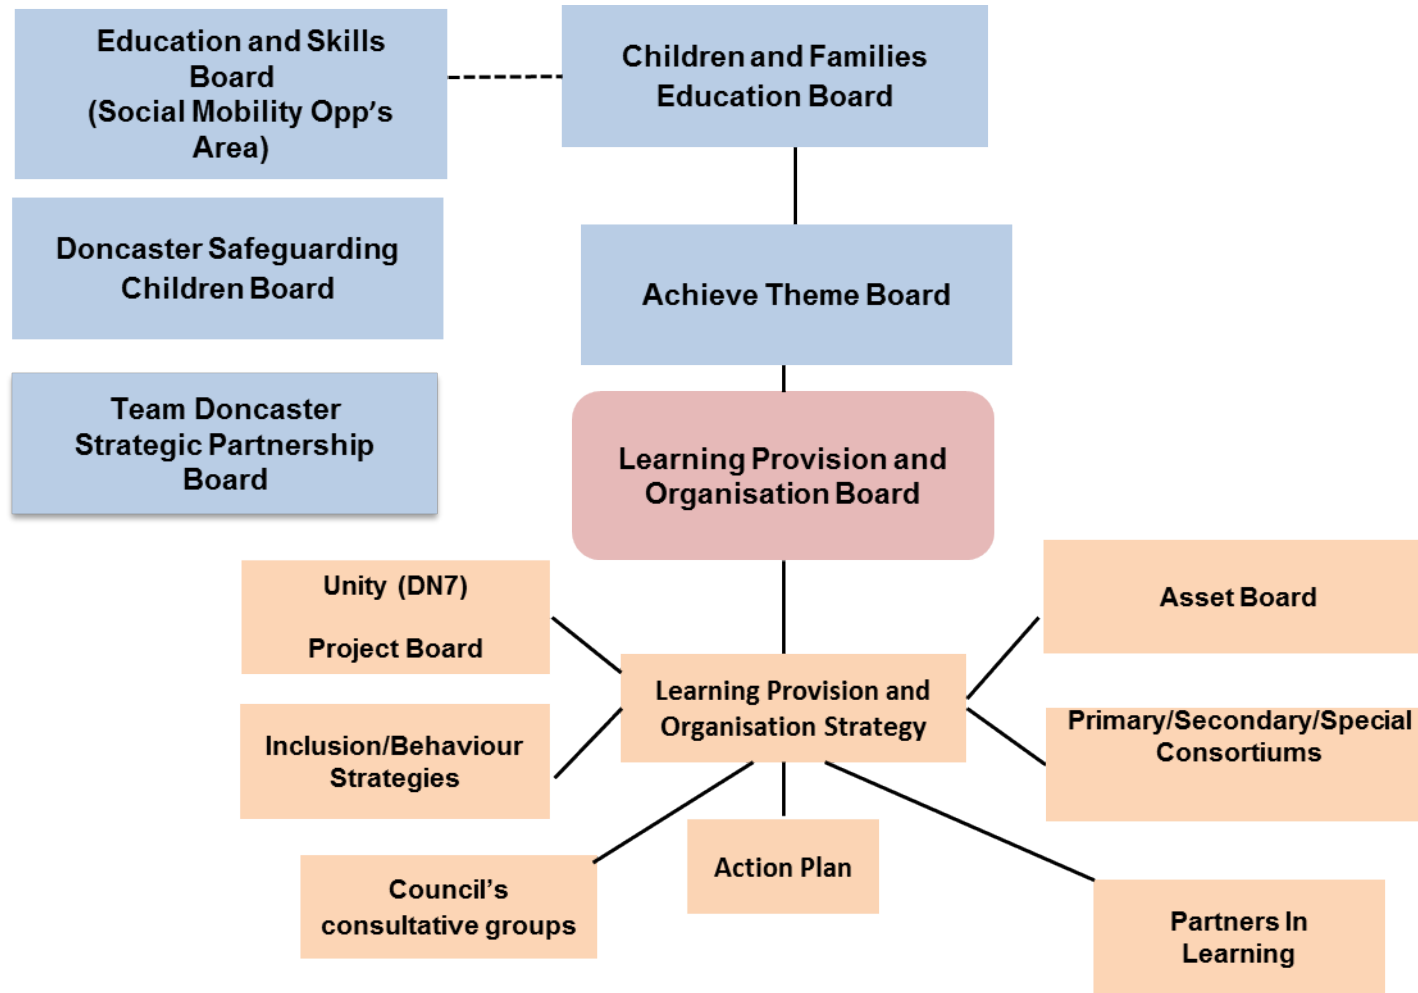 Education and Skills
Board
(Social Mobility Opp's
Area)
Children and Families
Education Board
Doncaster Safeguarding
Children Board
Achieve Theme Board
Team Doncaster
Strategic Partnership
Board
Learning Provision and
Organisation Board
Unity (DN7)
Project Board
Asset Board
Learning Provision and
Organisation Strategy
Inclusion/Behaviour
Strategies
Primary/Secondary/Special
Consortiums
Council's
consultative groups
Action Plan
Partners In
Learning